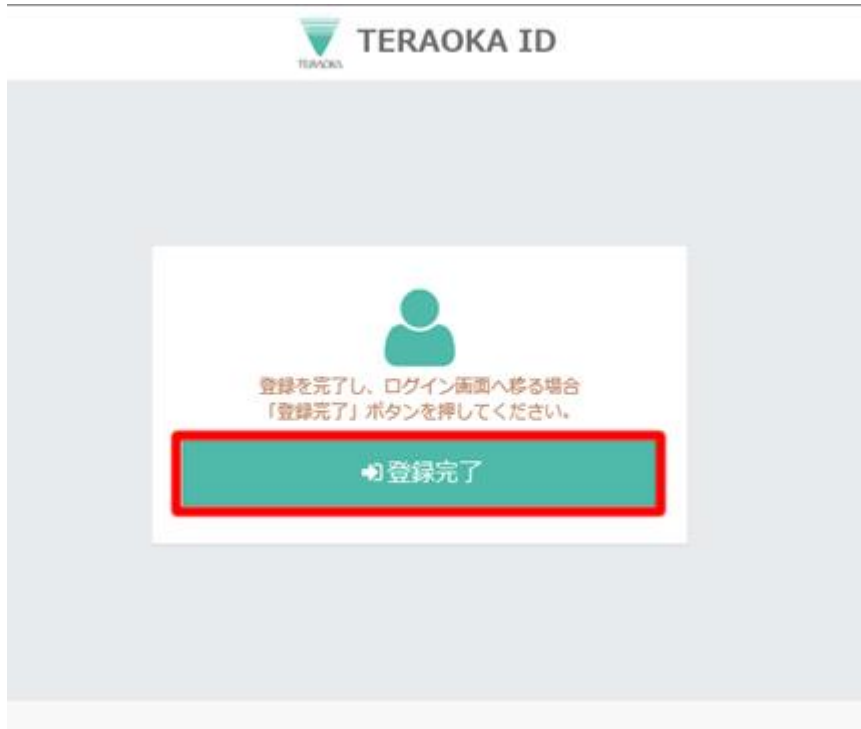 TERAOKA ID
TERAOKA
登録を完了し、ログイン画面へ移る場合
「登録完了」ボタンを押してください。
登録完了